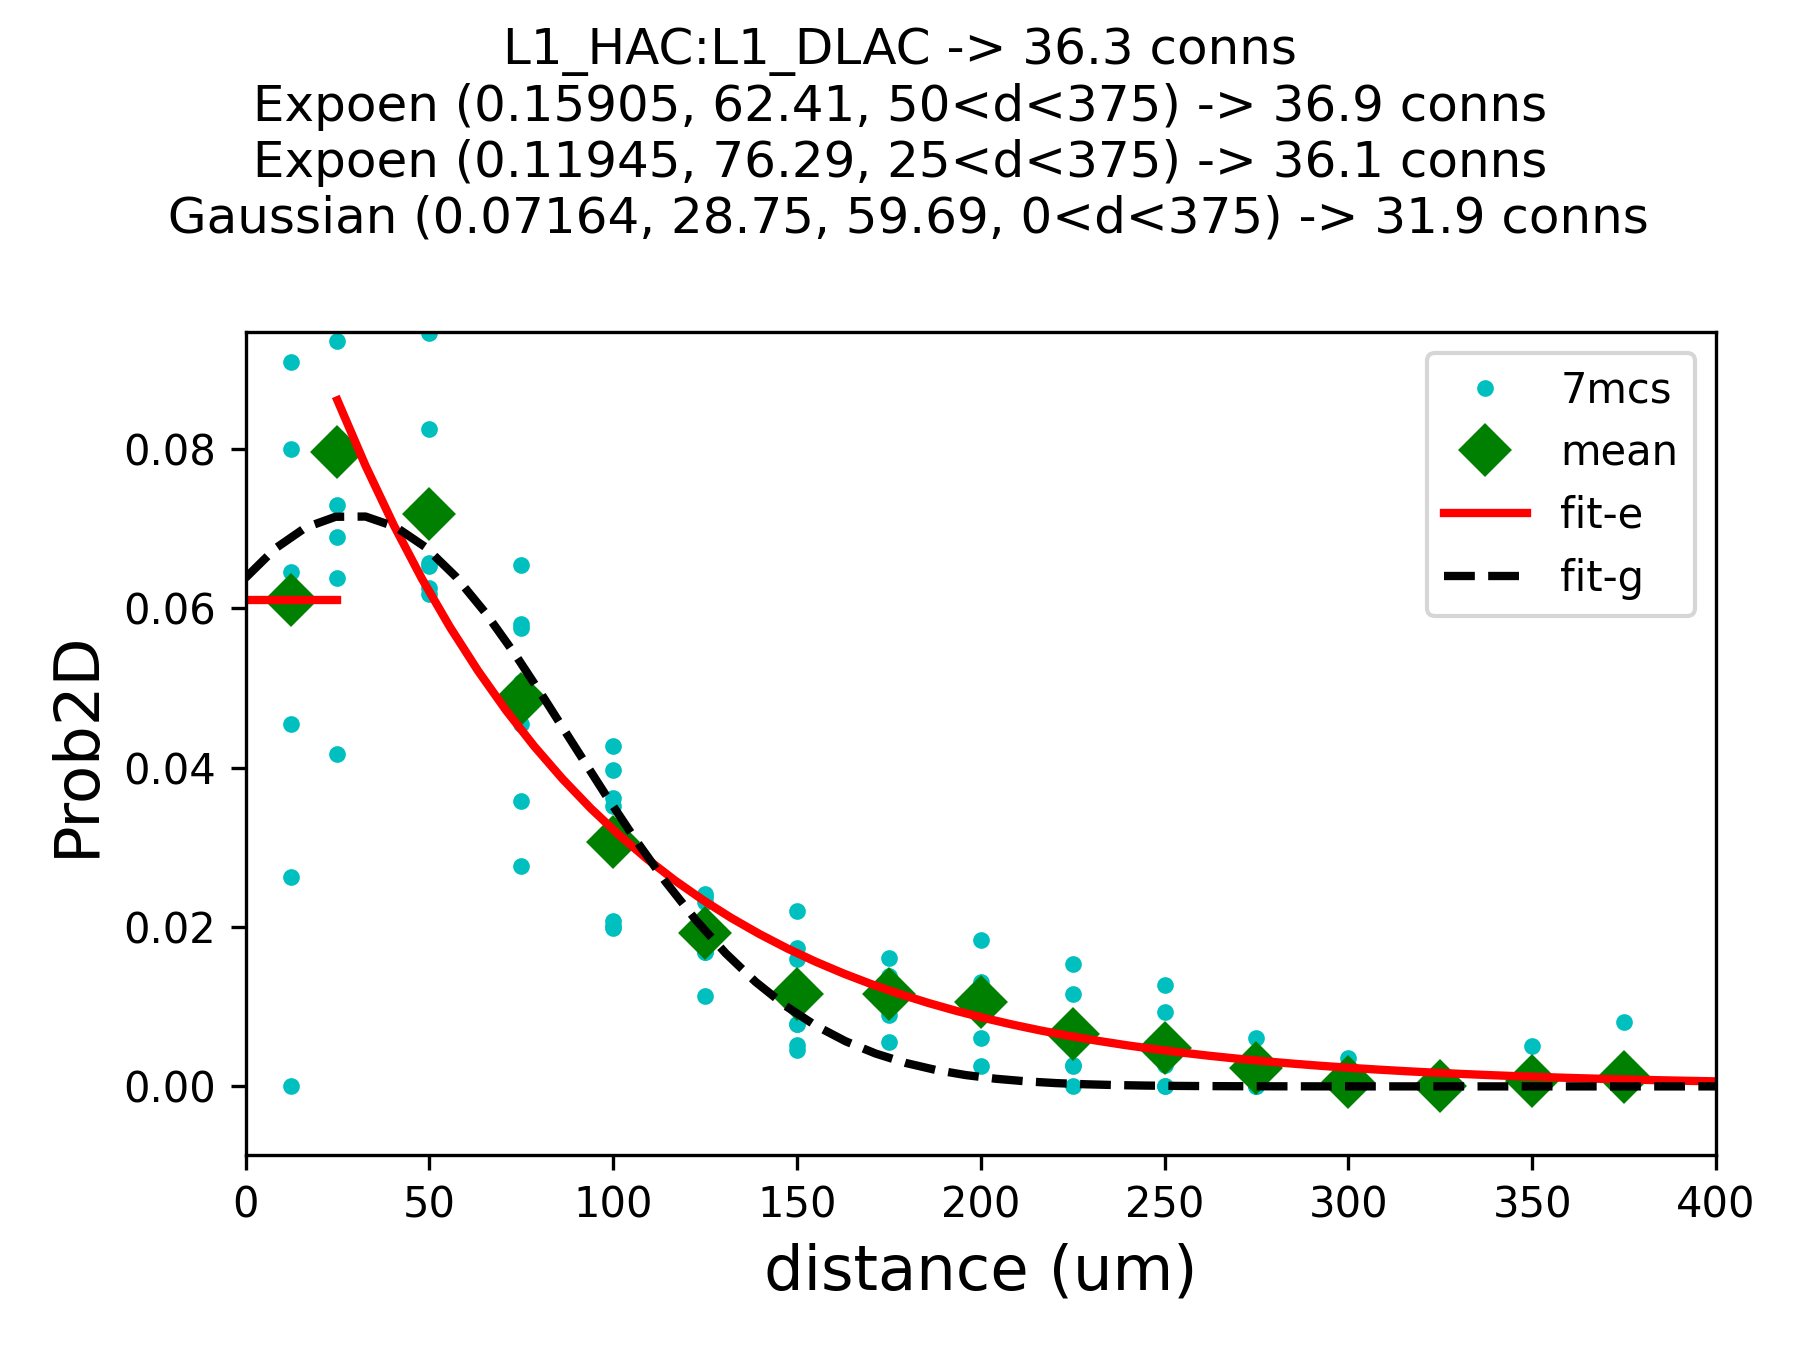 L1_HAC:L1_DLAC -> 36.3 conns
Expoen (0.15905, 62.41, 50<d<375) -> 36.9 conns
Expoen (0.11945, 76.29, 25<d<375) -> 36.1 conns
Gaussian (0.07164, 28.75, 59.69, 0<d<375) -> 31.9 conns
7mcs
mean
fit-e
fit-g
Prob2D
0.08
0.06
0.04
0.02
0.00
0 50 100 150 200 250 300 350 400
distance (um)